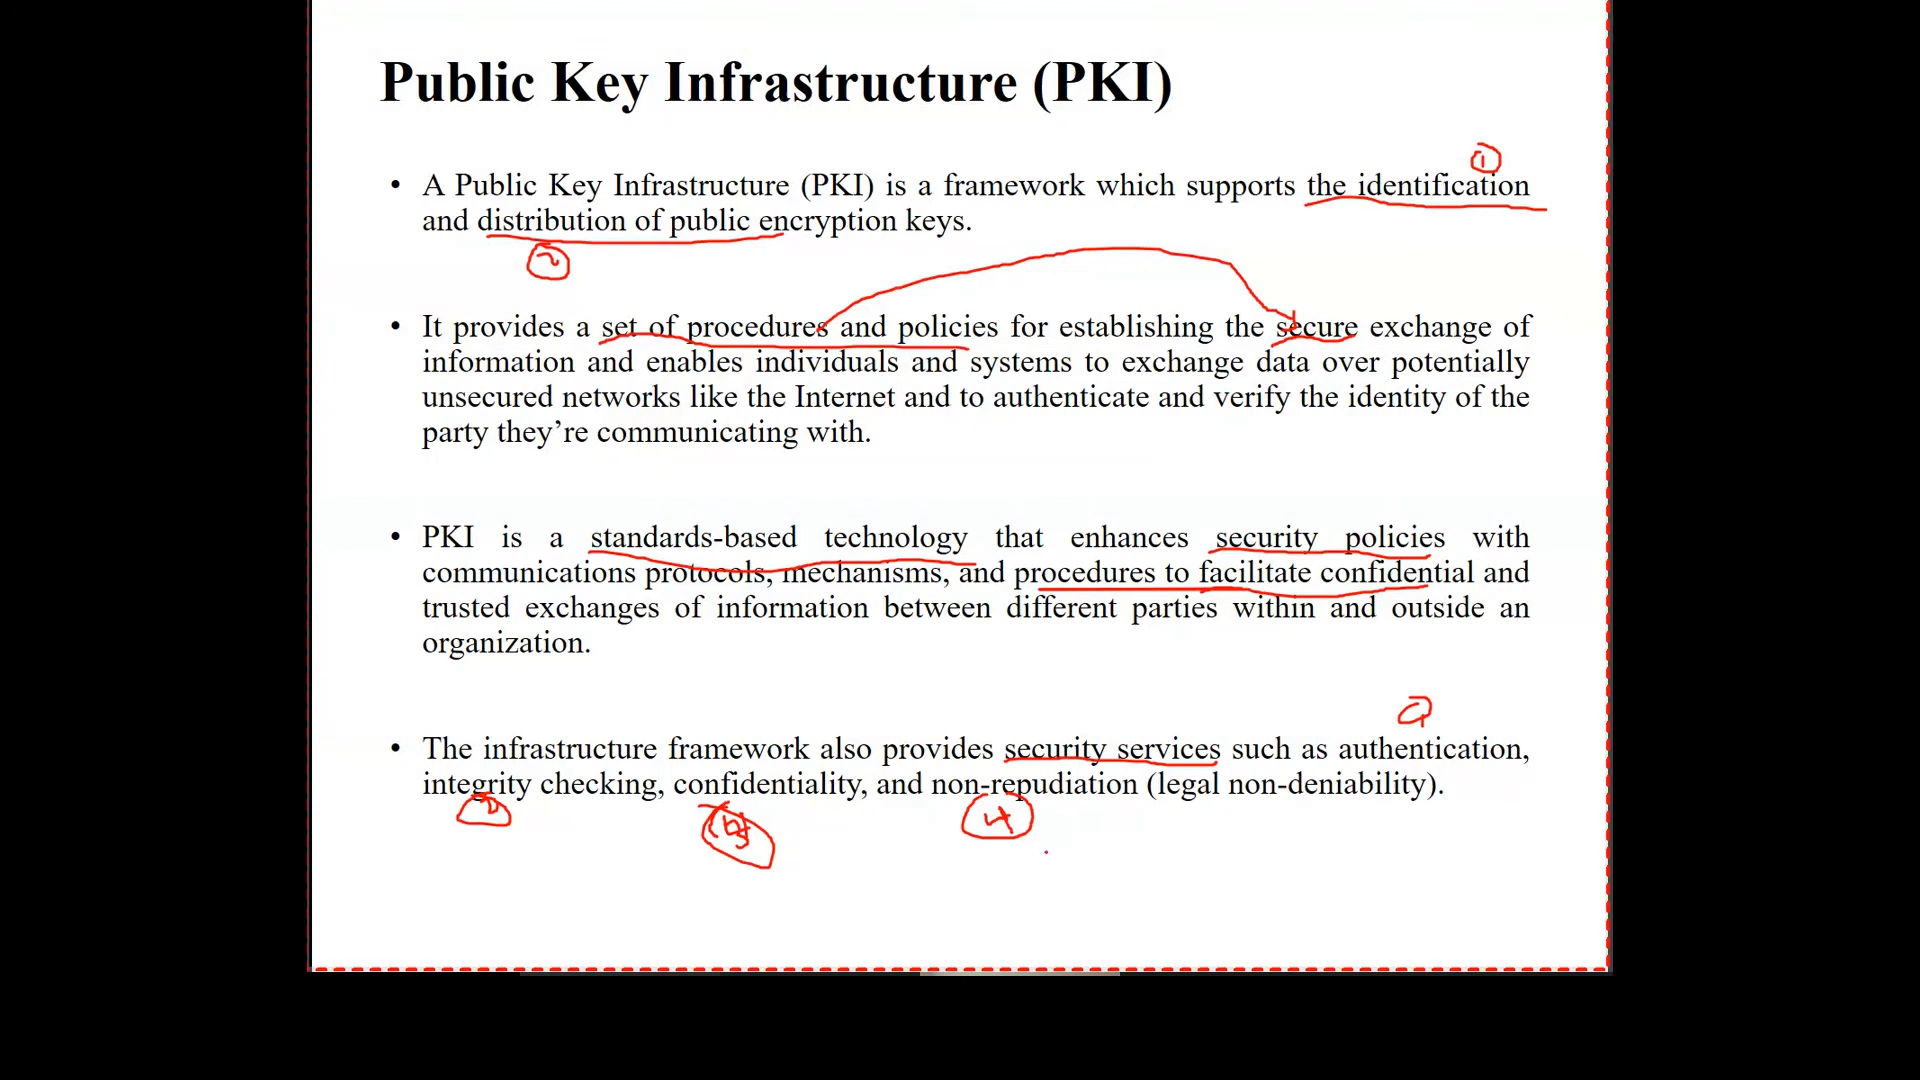 Public Key Infrastructure (PKI)
①
• A Public Key Infrastructure (PKI) is a framework which supports the identification
and distribution of public encryption keys.
②
• It provides a set of procedures and policies for establishing the secure exchange of
information and enables individuals and systems to exchange data over potentially
unsecured networks like the Internet and to authenticate and verify the identity of the
party they’re communicating with.
• PKI is a standards-based technology that enhances security policies with
communications protocols, mechanisms, and procedures to facilitate confidential and
trusted exchanges of information between different parties within and outside an
organization.
• The infrastructure framework also provides security services such as authentication,
integrity checking, confidentiality, and non-repudiation (legal non-deniability).
④